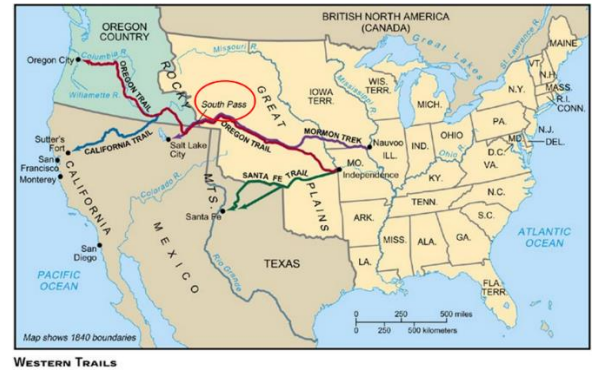 OREGON
COUNTRY
BRITISH NORTH AMERICA
(CANADA)
Great Lakes
St. Lawrence R.
MAINE
Oregon City
Columbia R.
Missouri R.
Willamette R.
OREGON TRAIL
ROCKY
South Pass
GREAT
IOWA
TERR.
Mississippi R.
WIS.
TERR.
MICH.
VT.
N.H.
MASS.
R.I.
CONN.
N.Y.
PA.
N.J.
DEL.
MD.
D.C.
Sutter's
Fort
CALIFORNIA TRAIL
Salt Lake
City
OREGON TRAIL
MORMON TREK
Nauvoo
ILL.
IND.
OHIO
Ohio R.
VA.
San
Francisco
Monterey
CALIFORNIA
Colorado R.
MTS.
SANTA FE TRAIL
MO.
Independence
KY.
N.C.
TENN.
S.C.
Santa Fe
PLAINS
ARK.
MISS.
ALA.
GA.
ATLANTIC
OCEAN
San
Diego
MEXICO
Rio Grande
TEXAS
LA.
FLA.
TERR.
PACIFIC
OCEAN
0 250 500 miles
0 250 500 kilometers
Map shows 1840 boundaries
WESTERN TRAILS